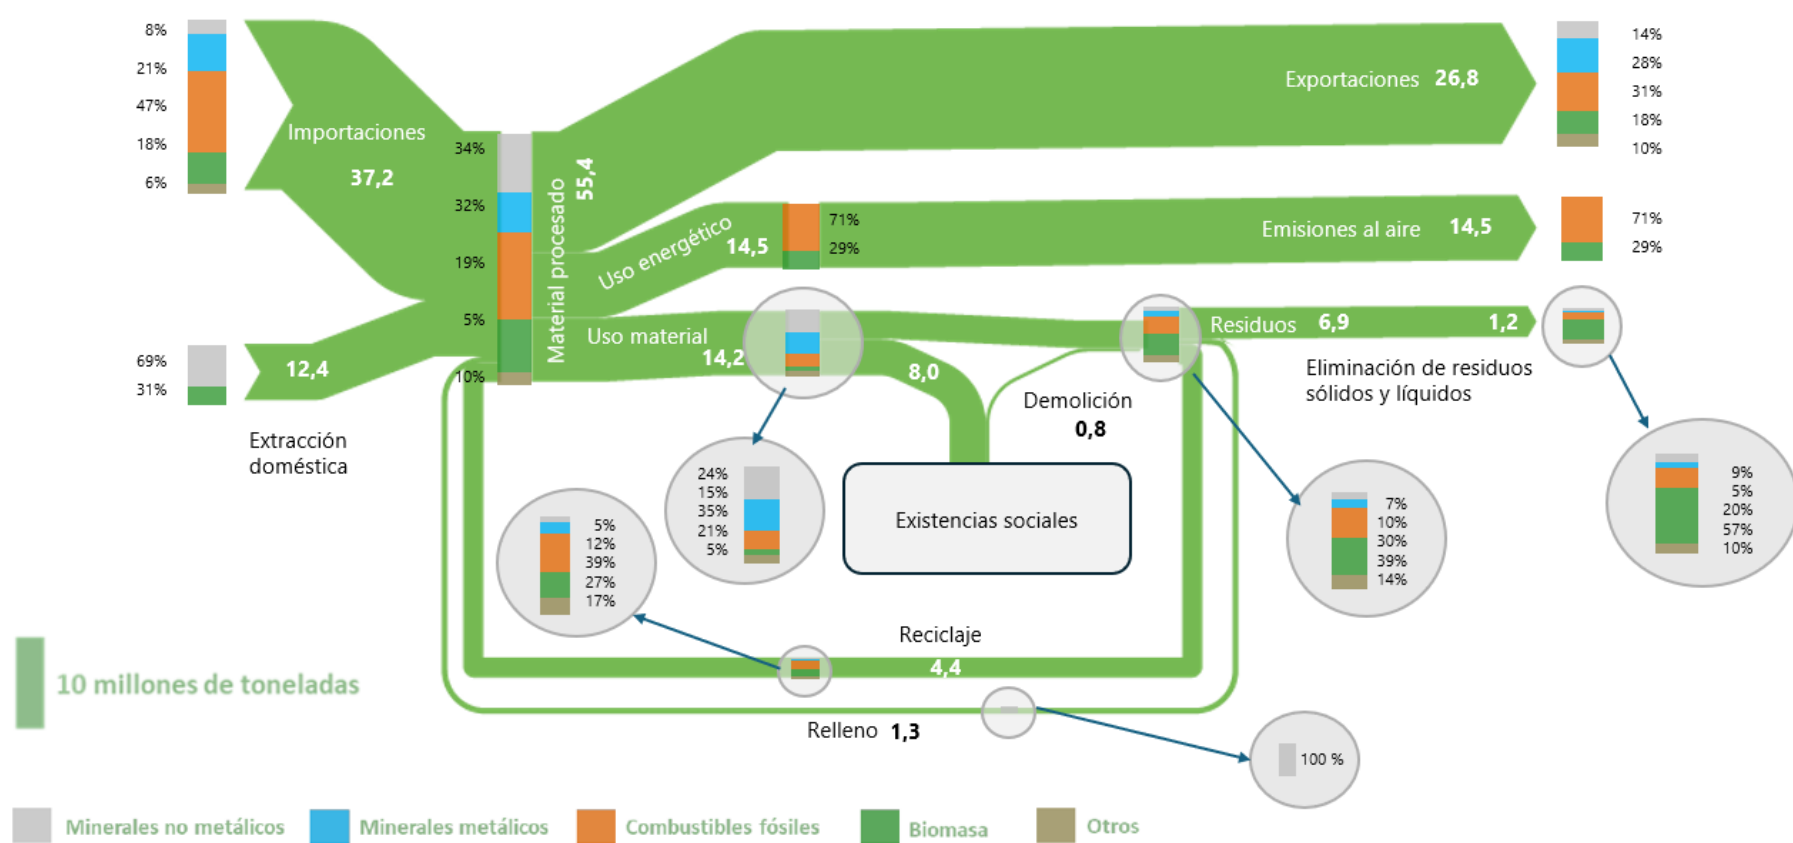 8%
21%
47%
18%
6%
Importaciones
37,2
69%
31%
12,4
Extracción
doméstica
34%
32%
19%
5%
10%
Material procesado
55,4
Exportaciones 26,8
14%
28%
31%
18%
10%
Uso energético
14,5
71%
29%
Emisiones al aire 14,5
71%
29%
Uso material
14,2
8,0
Residuos 6,9
1,2
Eliminación de residuos
sólidos y líquidos
Demolición
0,8
Existencias sociales
24%
15%
35%
21%
5%
5%
12%
39%
27%
17%
7%
10%
30%
39%
14%
9%
5%
20%
57%
10%
Reciclaje
4,4
Relleno 1,3
100 %
10 millones de toneladas
Minerales no metálicos
Minerales metálicos
Combustibles fósiles
Biomasa
Otros